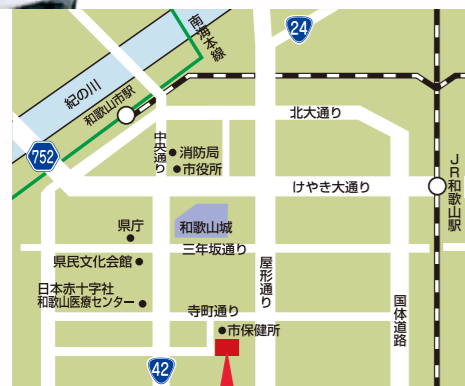 南海本線
24
紀の川
和歌山市駅
北大通り
中央通り
消防局
市役所
752
けやき大通り
JR和歌山駅
県庁
和歌山城
三年坂通り
県民文化会館
屋形通り
日本赤十字社
和歌山医療センター
寺町通り
国体道路
市保健所
42